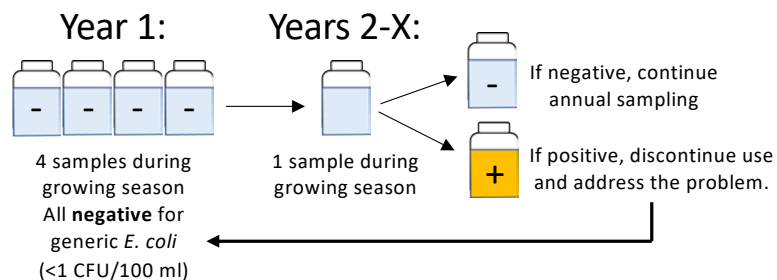 Year 1:
Years 2-X:
- - - -
-
If negative, continue
annual sampling
+
If positive, discontinue use
and address the problem.
4 samples during
growing season
All negative for
generic E. coli
(<1 CFU/100 ml)
1 sample during
growing season